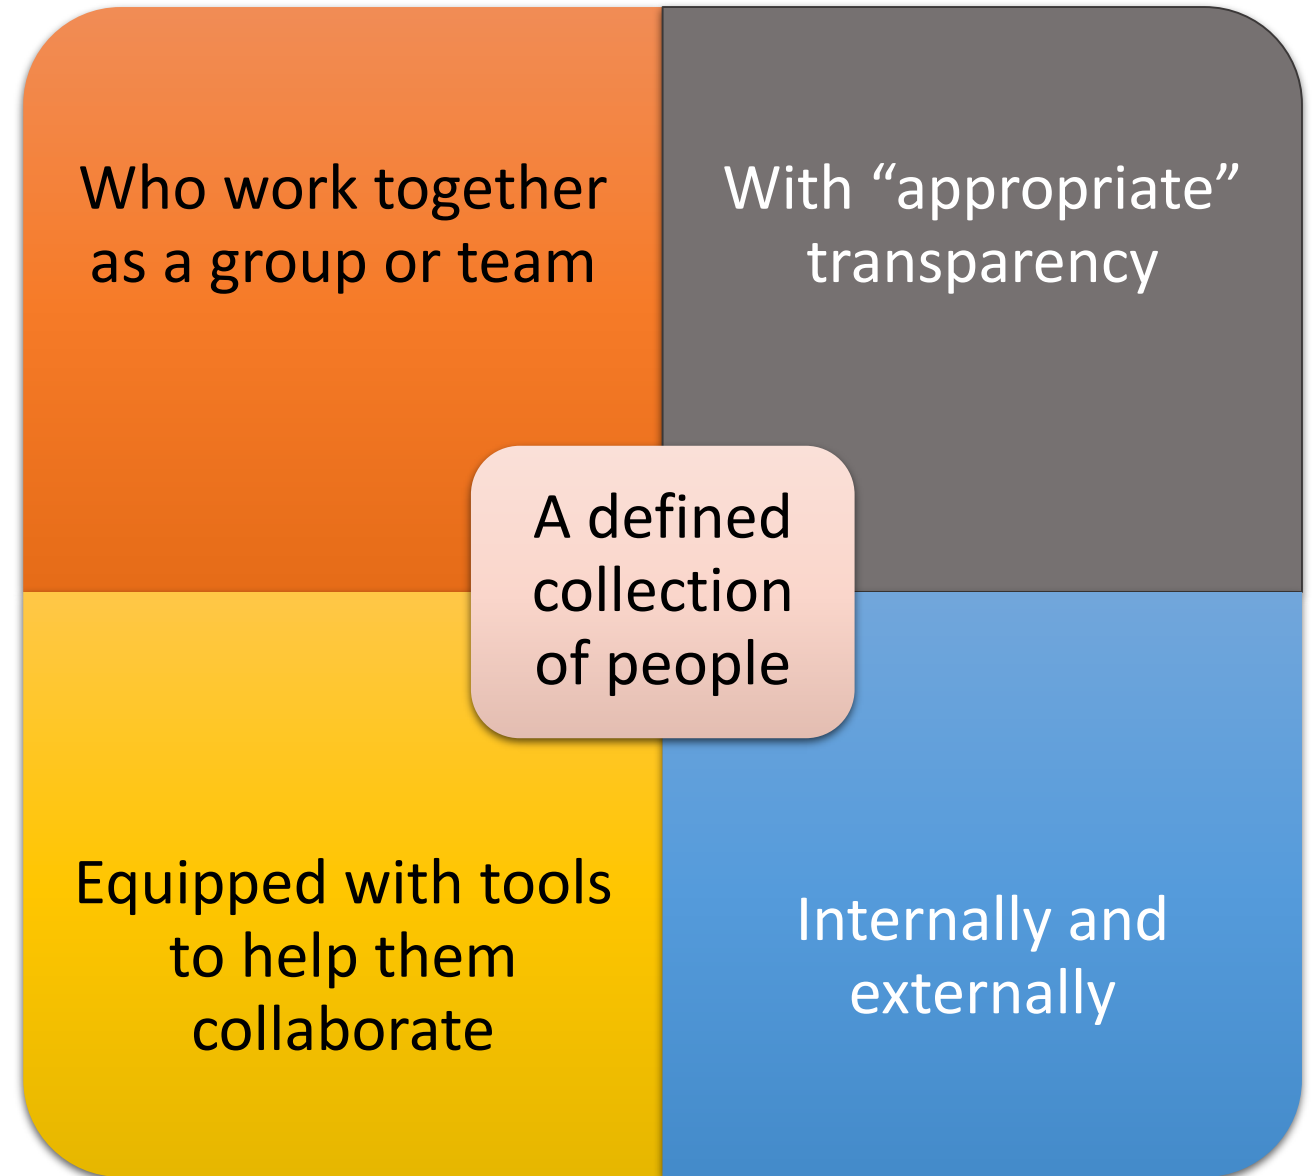 Who work together
as a group or team
With “appropriate”
transparency
A defined
collection
of people
Equipped with tools
to help them
collaborate
Internally and
externally